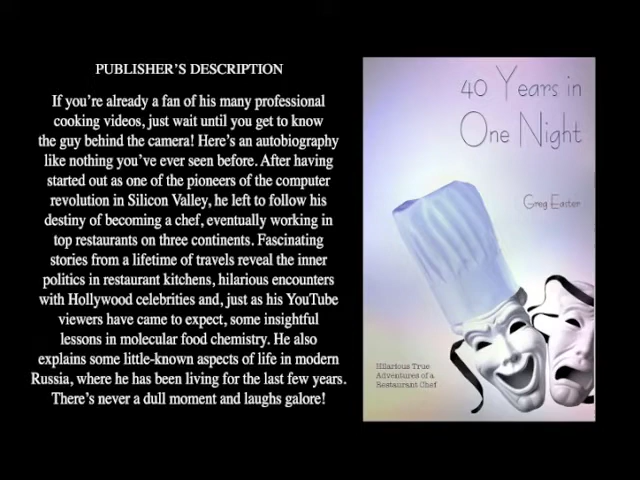 PUBLISHER'S DESCRIPTION
If you're already a fan of his many professional
cooking videos, just wait until you get to know
the guy behind the camera! Here's an autobiography
like nothing you've ever seen before. After having
started out as one of the pioneers of the computer
revolution in Silicon Valley, he left to follow his
destiny of becoming a chef, eventually working in
top restaurants on three continents. Fascinating
stories from a lifetime of travels reveal the inner
politics in restaurant kitchens, hilarious encounters
with Hollywood celebrities and, just as his YouTube
viewers have came to expect, some insightful
lessons in molecular food chemistry. He also
explains some little-known aspects of life in modern
Russia, where he has been living for the last few years.
There's never a dull moment and laughs galore!
40 Years in
One Night
Greg Easter
Hilarious True
Adventures of a
Restaurant Chef